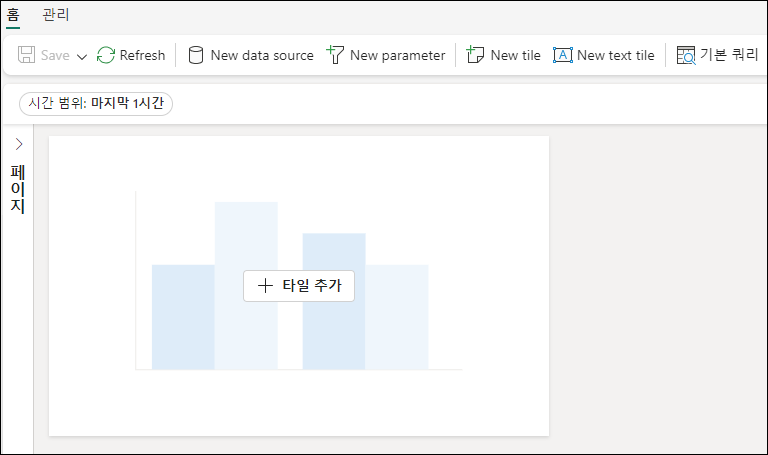 홈 관리
Save Refresh New data source New parameter New tile New text tile 기본 쿼리
시간 범위: 마지막 1시간
페이지
타일 추가